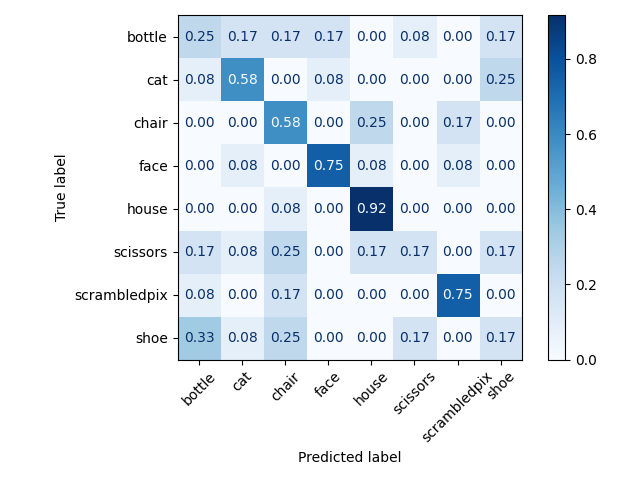 bottle 0.25 0.17 0.17 0.17 0.00 0.08 0.00 0.17
cat 0.08 0.58 0.00 0.08 0.00 0.00 0.00 0.25
chair 0.00 0.00 0.58 0.00 0.25 0.00 0.17 0.00
face 0.00 0.08 0.00 0.75 0.08 0.00 0.08 0.00
house 0.00 0.00 0.08 0.00 0.92 0.00 0.00 0.00
scissors 0.17 0.08 0.25 0.00 0.17 0.17 0.00 0.17
scrambledpix 0.08 0.00 0.17 0.00 0.00 0.00 0.75 0.00
shoe 0.33 0.08 0.25 0.00 0.00 0.17 0.00 0.17
True label
bottle cat chair face house scissors scrambledpix shoe
Predicted label
0.8
0.6
0.4
0.2
0.0